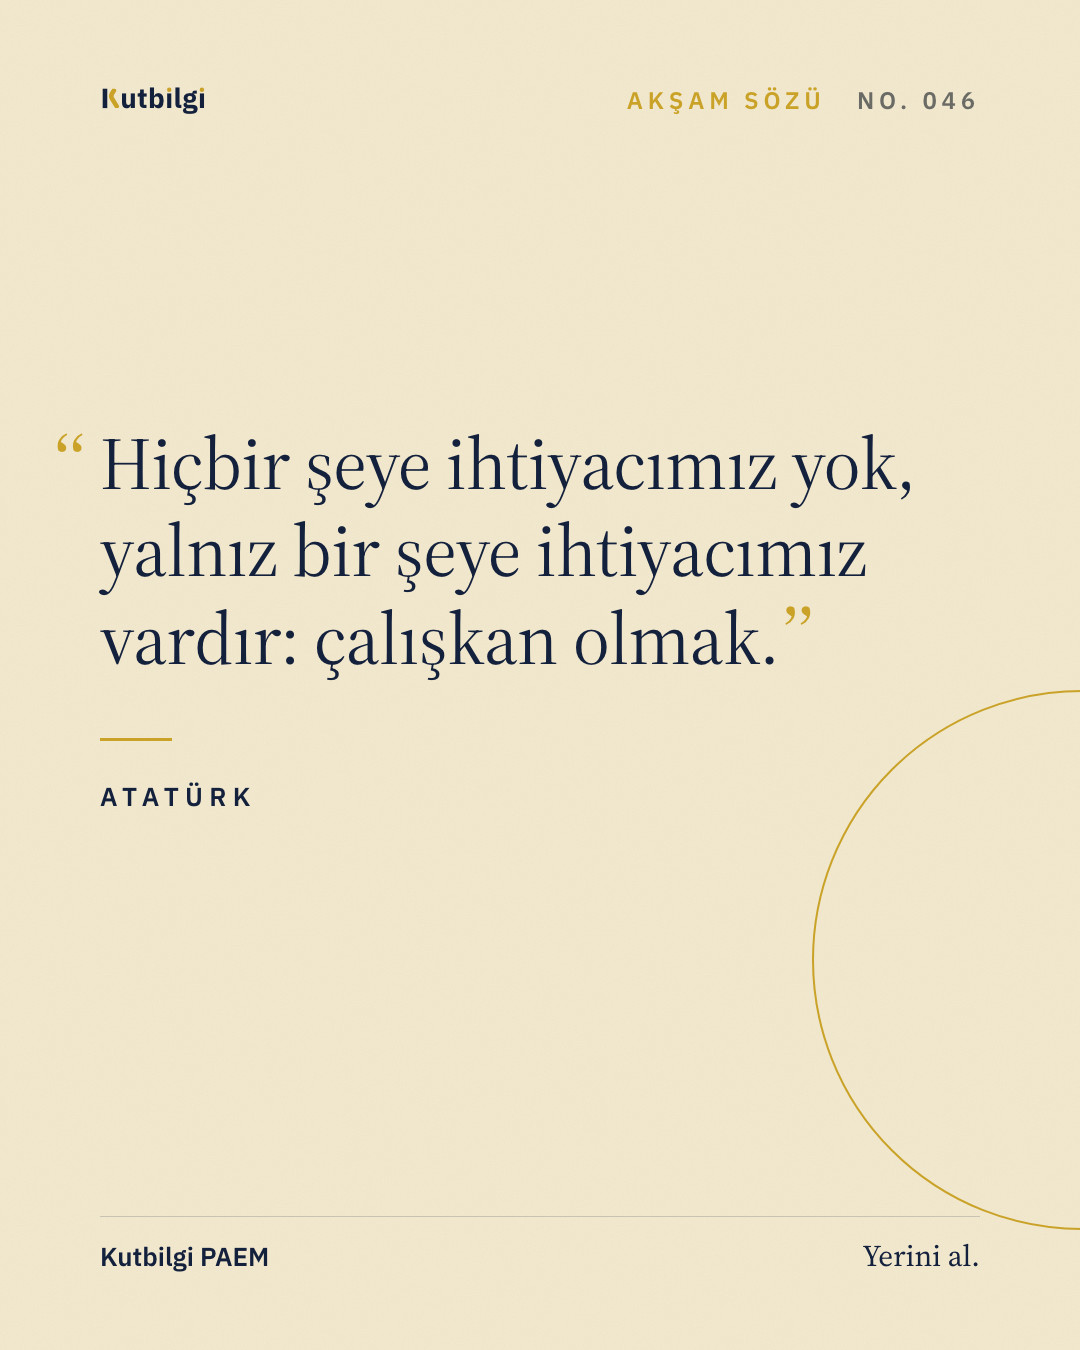 Kutbilgi
AKŞAM SÖZÜ NO. 046
“Hiçbir şeye ihtiyacımız yok,
yalnız bir şeye ihtiyacımız
vardır: çalışkan olmak.”
ATATÜRK
Kutbilgi PAEM
Yerini al.